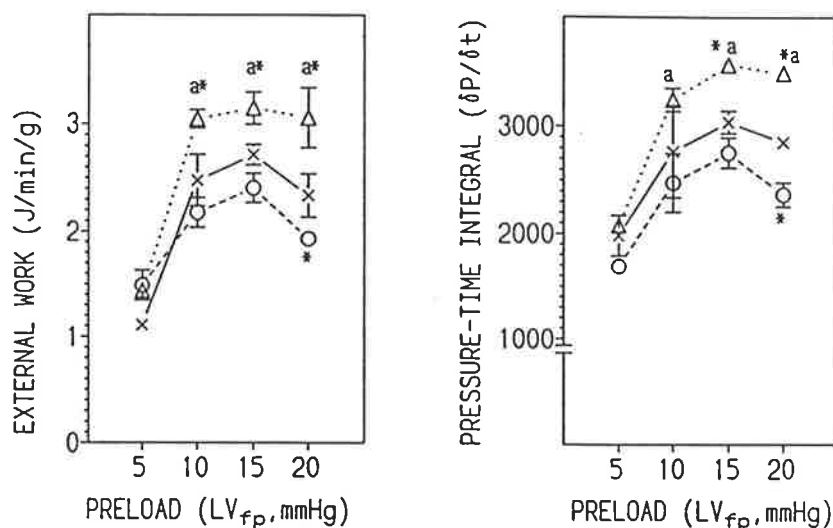 EXTERNAL WORK (J/min/g)
3
2
1
0
a* a* a*
*
5 10 15 20
PRELOAD (LVfp, mmHg)
PRESSURE-TIME INTEGRAL (δP/δt)
3000
2000
1000
a * a *a
*
5 10 15 20
PRELOAD (LVfp, mmHg)